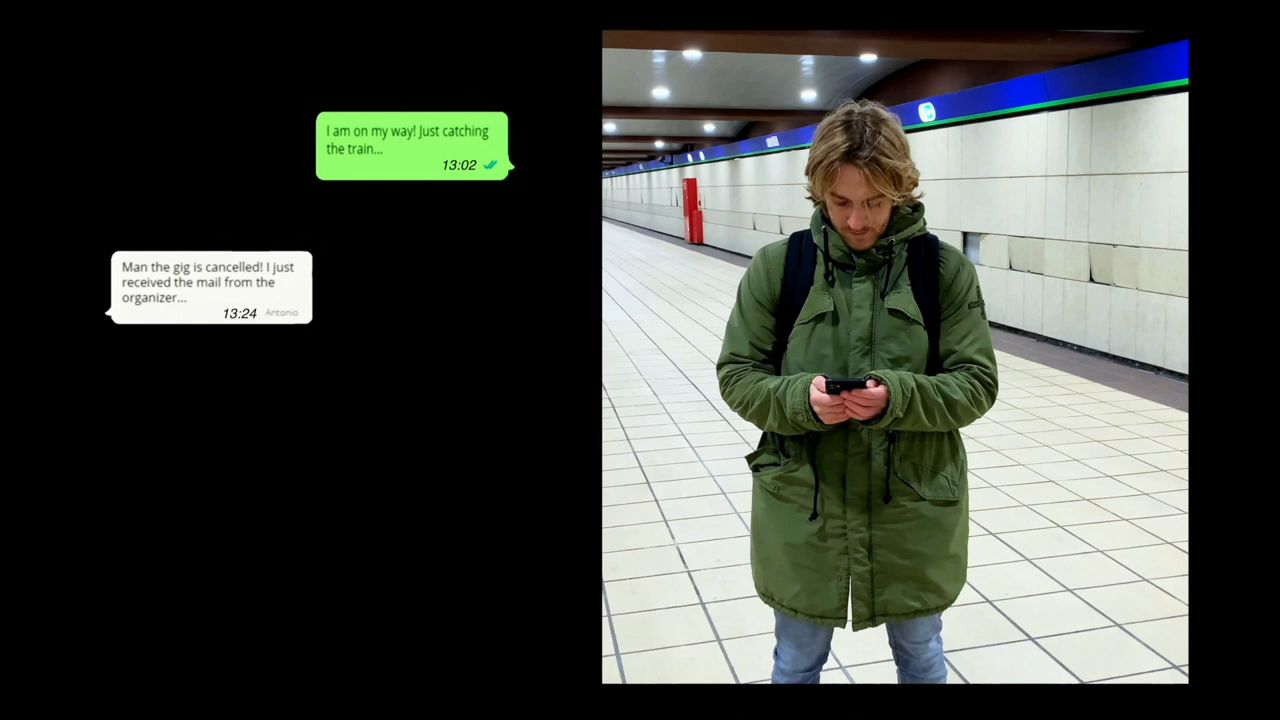 I am on my way! Just catching
the train...
13:02
Man the gig is cancelled! I just
received the mail from the
organizer...
13:24 Antonio